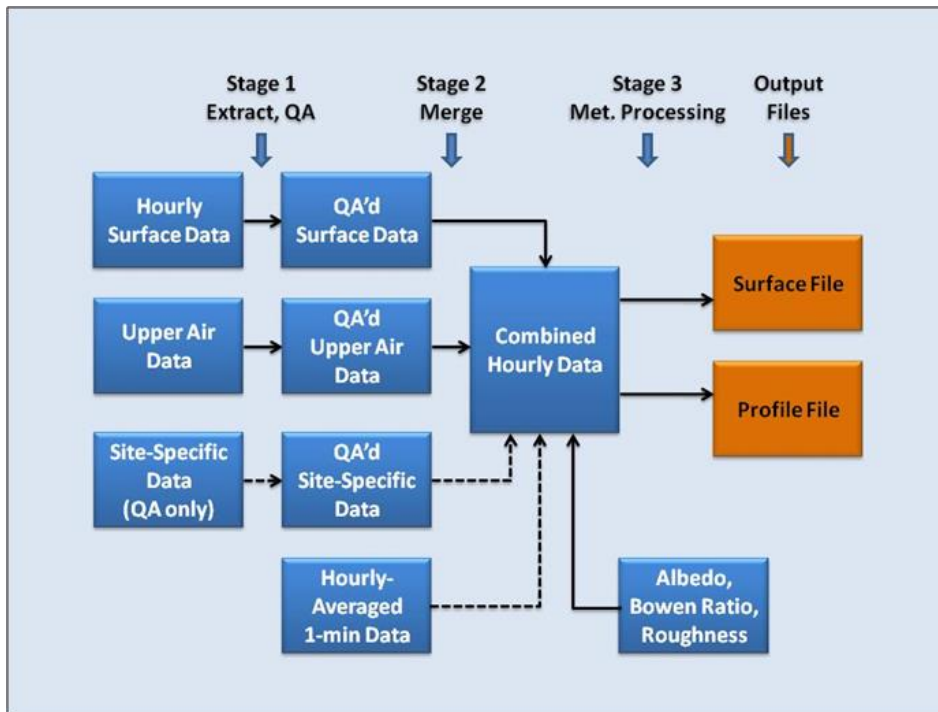 Stage 1
Extract, QA
Stage 2
Merge
Stage 3
Met. Processing
Output
Files
Hourly
Surface Data
QA'd
Surface Data
Upper Air
Data
QA'd
Upper Air
Data
Combined
Hourly Data
Surface File
Profile File
Site-Specific
Data
(QA only)
QA'd
Site-Specific
Data
Hourly-
Averaged
1-min Data
Albedo,
Bowen Ratio,
Roughness